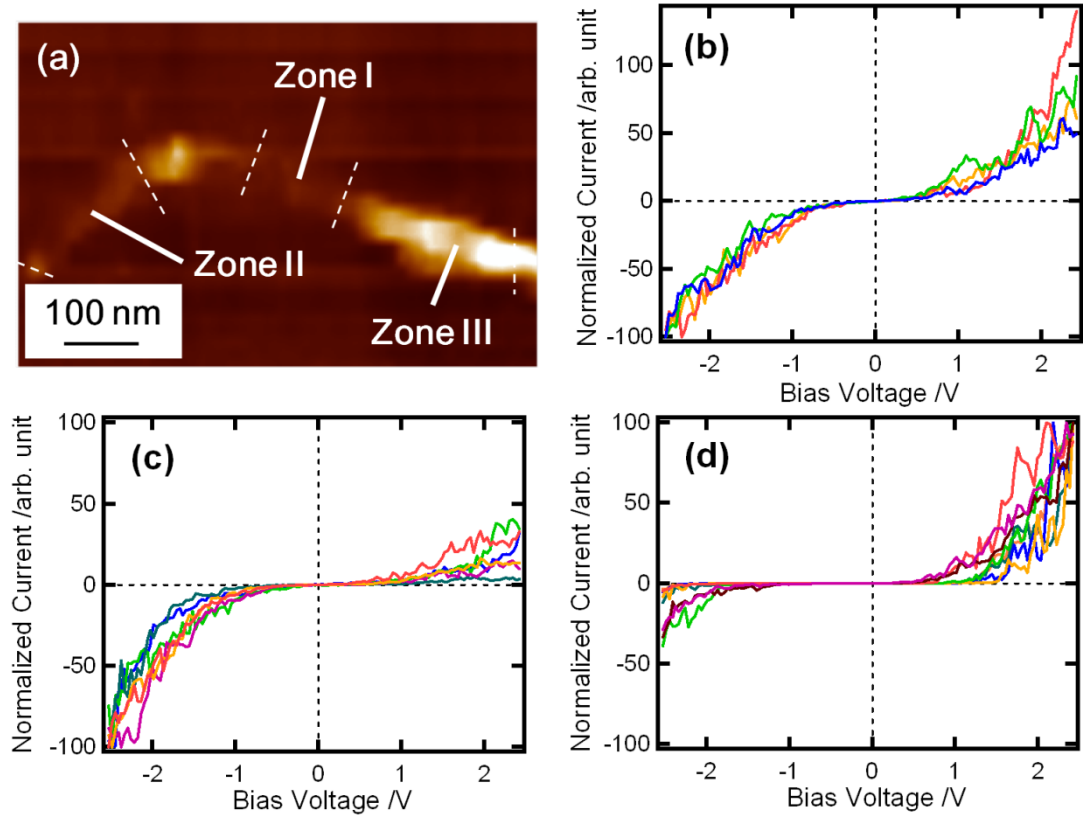 (a)
Zone I
Zone II
Zone III
100 nm
(b)
Normalized Current /arb. unit
100
50
0
-50
-100
-2 -1 0 1 2
Bias Voltage /V
(c)
Normalized Current /arb. unit
100
50
0
-50
-100
-2 -1 0 1 2
Bias Voltage /V
(d)
Normalized Current /arb. unit
100
50
0
-50
-100
-2 -1 0 1 2
Bias Voltage /V